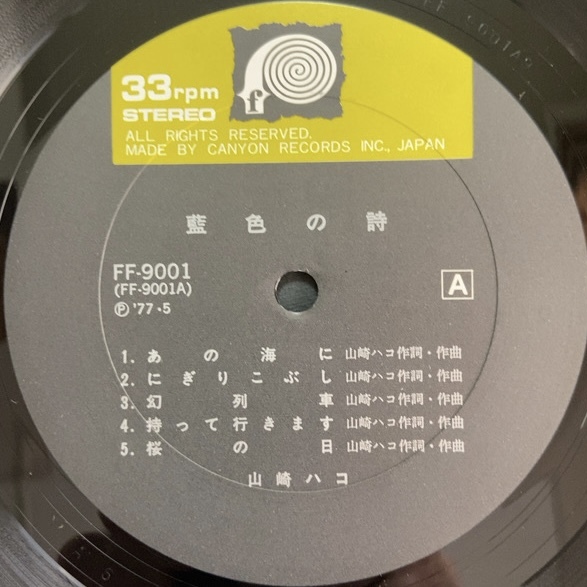 33rpm
STEREO
f
ALL RIGHTS RESERVED.
MADE BY CANYON RECORDS INC., JAPAN
藍色の詩
FF-9001
(FF-9001A)
Ⓟ '77・5
A
1. あの海に 山崎ハコ作詞・作曲
2. にぎりこぶし 山崎ハコ作詞・作曲
3. 幻列車 山崎ハコ作詞・作曲
4. 持って行きます 山崎ハコ作詞・作曲
5. 桜の日 山崎ハコ作詞・作曲
山崎ハコ